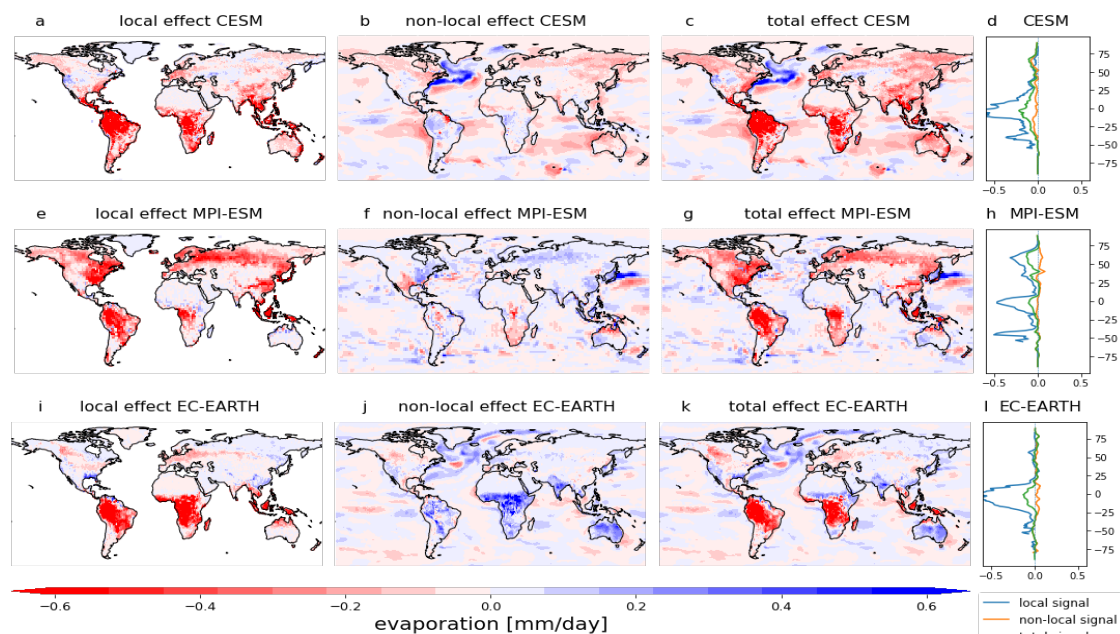 a local effect CESM
b non-local effect CESM
c total effect CESM
d CESM
75
50
25
0
−25
−50
−75
−0.5 0.0 0.5
e local effect MPI-ESM
f non-local effect MPI-ESM
g total effect MPI-ESM
h MPI-ESM
75
50
25
0
−25
−50
−75
−0.5 0.0 0.5
i local effect EC-EARTH
j non-local effect EC-EARTH
k total effect EC-EARTH
l EC-EARTH
75
50
25
0
−25
−50
−75
−0.5 0.0 0.5
−0.6 −0.4 −0.2 0.0 0.2 0.4 0.6
evaporation [mm/day]
local signal
non-local signal